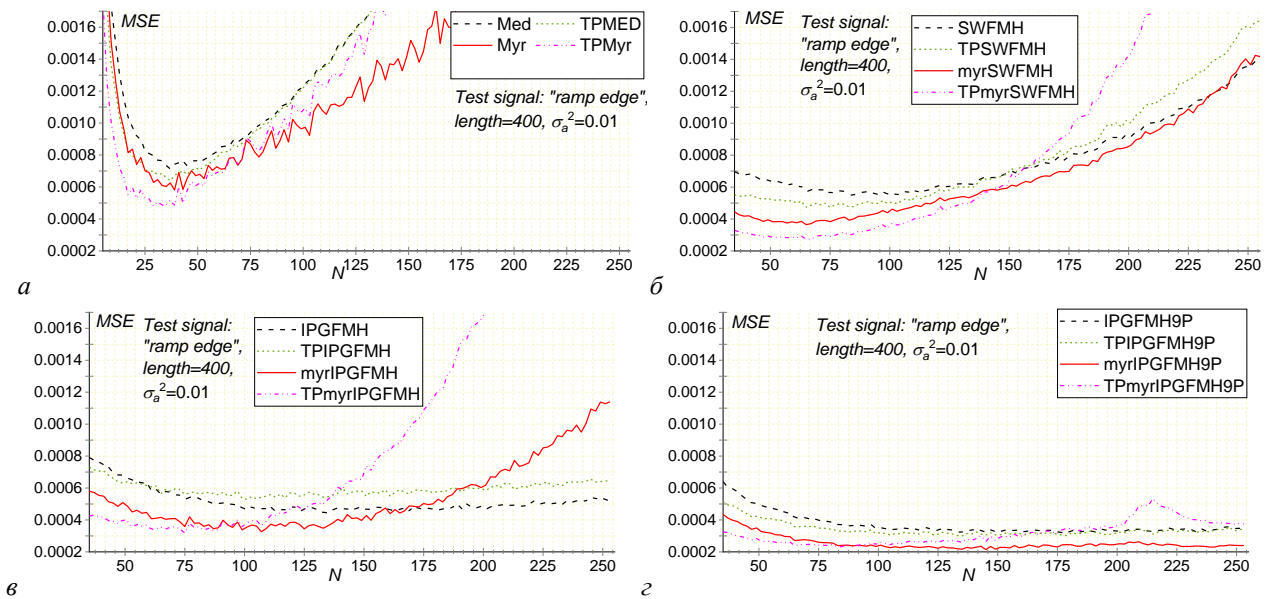 MSE
Med TPMED
Myr TPMyr
Test signal: "ramp edge",
length=400, σa²=0.01
0.0016
0.0014
0.0012
0.0010
0.0008
0.0006
0.0004
0.0002
25 50 75 100 125 150 175 200 225 250
N
а
MSE
Test signal:
"ramp edge",
length=400,
σa²=0.01
SWFMH
TPSWFMH
myrSWFMH
TPmyrSWFMH
0.0016
0.0014
0.0012
0.0010
0.0008
0.0006
0.0004
0.0002
50 75 100 125 150 175 200 225 250
N
б
MSE
Test signal:
"ramp edge",
length=400,
σa²=0.01
IPGFMH
TPIPGFMH
myrIPGFMH
TPmyrIPGFMH
0.0016
0.0014
0.0012
0.0010
0.0008
0.0006
0.0004
0.0002
50 75 100 125 150 175 200 225 250
N
в
MSE
Test signal: "ramp edge",
length=400, σa²=0.01
IPGFMH9P
TPIPGFMH9P
myrIPGFMH9P
TPmyrIPGFMH9P
0.0016
0.0014
0.0012
0.0010
0.0008
0.0006
0.0004
0.0002
50 75 100 125 150 175 200 225 250
N
г